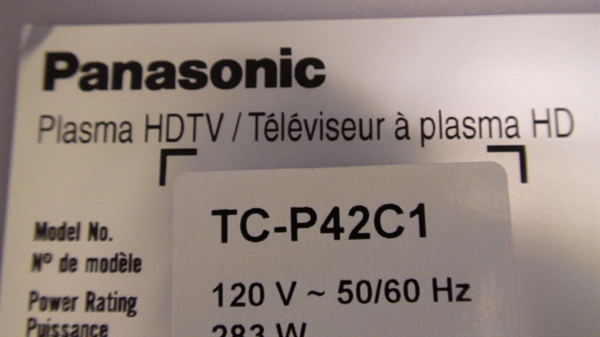 Panasonic
Plasma HDTV / Téléviseur à plasma HD
Model No.
N° de modèle
TC-P42C1
Power Rating
Puissance
120 V ~ 50/60 Hz
283 W